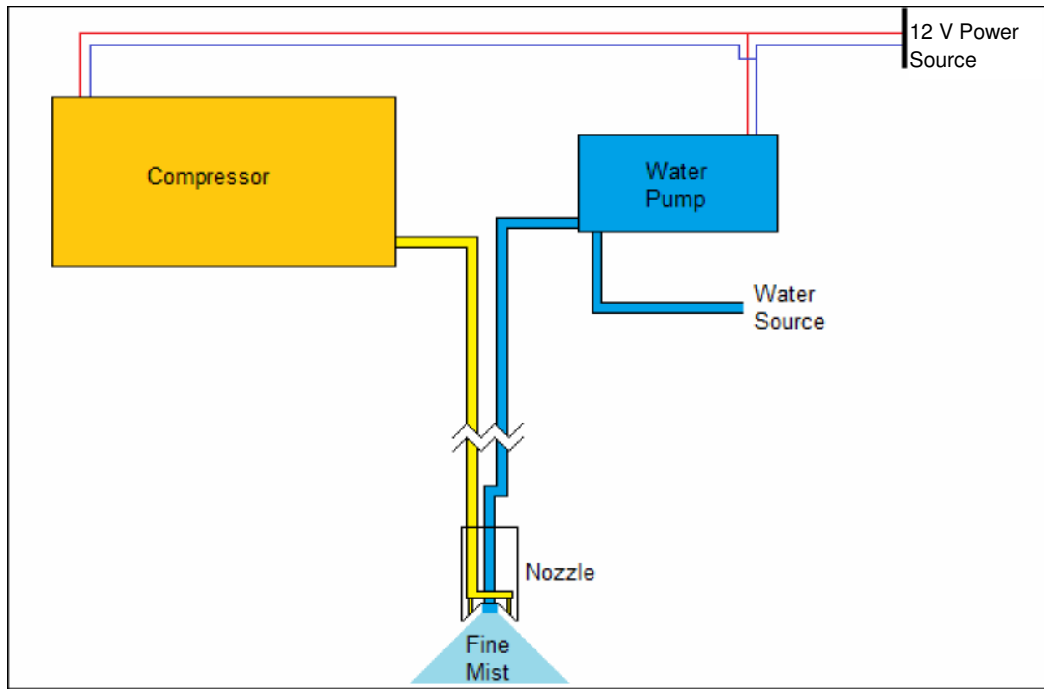 12 V Power
Source
Compressor
Water
Pump
Water
Source
Nozzle
Fine
Mist